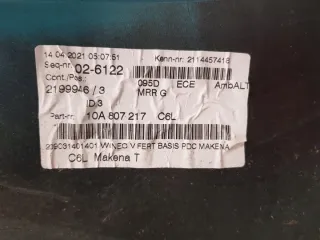 14.04.2021 05:07:51 Kenn-nr.: 2114457418
Seq-nr.: 02-6122 095D ECE AmbALT
Cont./Pos.: MRR G
2199946 / 3
ID.3
Part-nr.: 10A 807 217 C6L
C6L Makena T